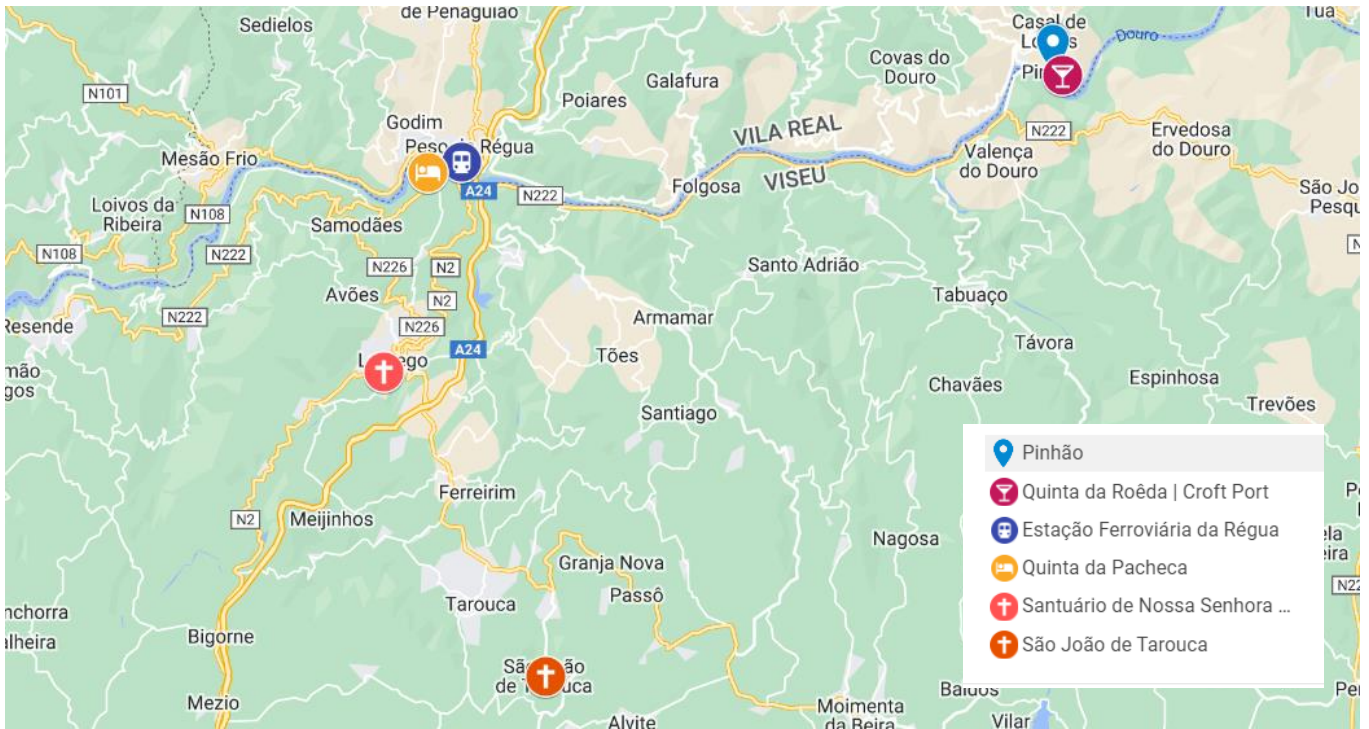 de Penaguião
Sedielos
Casal de
Tua
Douro
Covas do
Douro
Galafura
Poiares
N101
Godim
VILA REAL
N222
Ervedosa
do Douro
Mesão Frio
Peso
Régua
Valença
do Douro
VISEU
Folgosa
A24
N222
São Jo
Pesqu
Loivos da
Ribeira
N108
Samodães
N108
N222
N226
N2
Santo Adrião
Avões
N2
Tabuaço
Resende
N222
N226
Armamar
Távora
A24
Tões
mão
gos
Chavães
Espinhosa
Trevões
Santiago
Pinhão
Quinta da Roêda | Croft Port
Estação Ferroviária da Régua
Quinta da Pacheca
Santuário de Nossa Senhora ...
São João de Tarouca
Ferreirim
N2
Meijinhos
Nagosa
Granja Nova
Passô
Tarouca
nchorra
alheira
Bigorne
Mezio
Baldos
Moimenta
da Beira
Vilar
Alvite